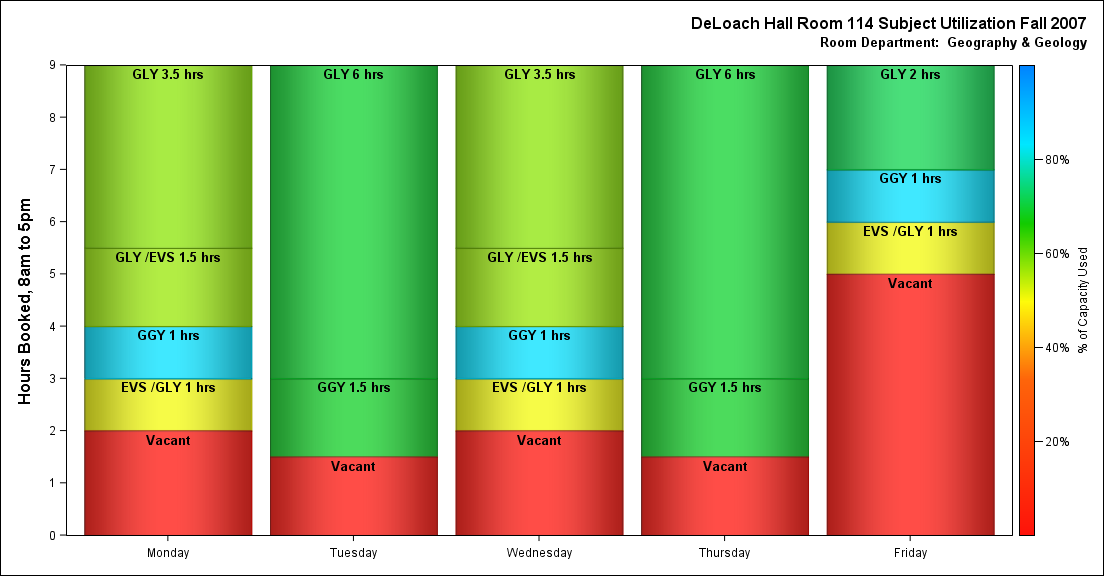 DeLoach Hall Room 114 Subject Utilization Fall 2007
Room Department:  Geography & Geology
Hours Booked, 8am to 5pm
9
8
7
6
5
4
3
2
1
0
GLY 3.5 hrs
GLY /EVS 1.5 hrs
GGY 1 hrs
EVS /GLY 1 hrs
Vacant
Monday
GLY 6 hrs
GGY 1.5 hrs
Vacant
Tuesday
GLY 3.5 hrs
GLY /EVS 1.5 hrs
GGY 1 hrs
EVS /GLY 1 hrs
Vacant
Wednesday
GLY 6 hrs
GGY 1.5 hrs
Vacant
Thursday
GLY 2 hrs
GGY 1 hrs
EVS /GLY 1 hrs
Vacant
Friday
80%
60%
40%
20%
% of Capacity Used